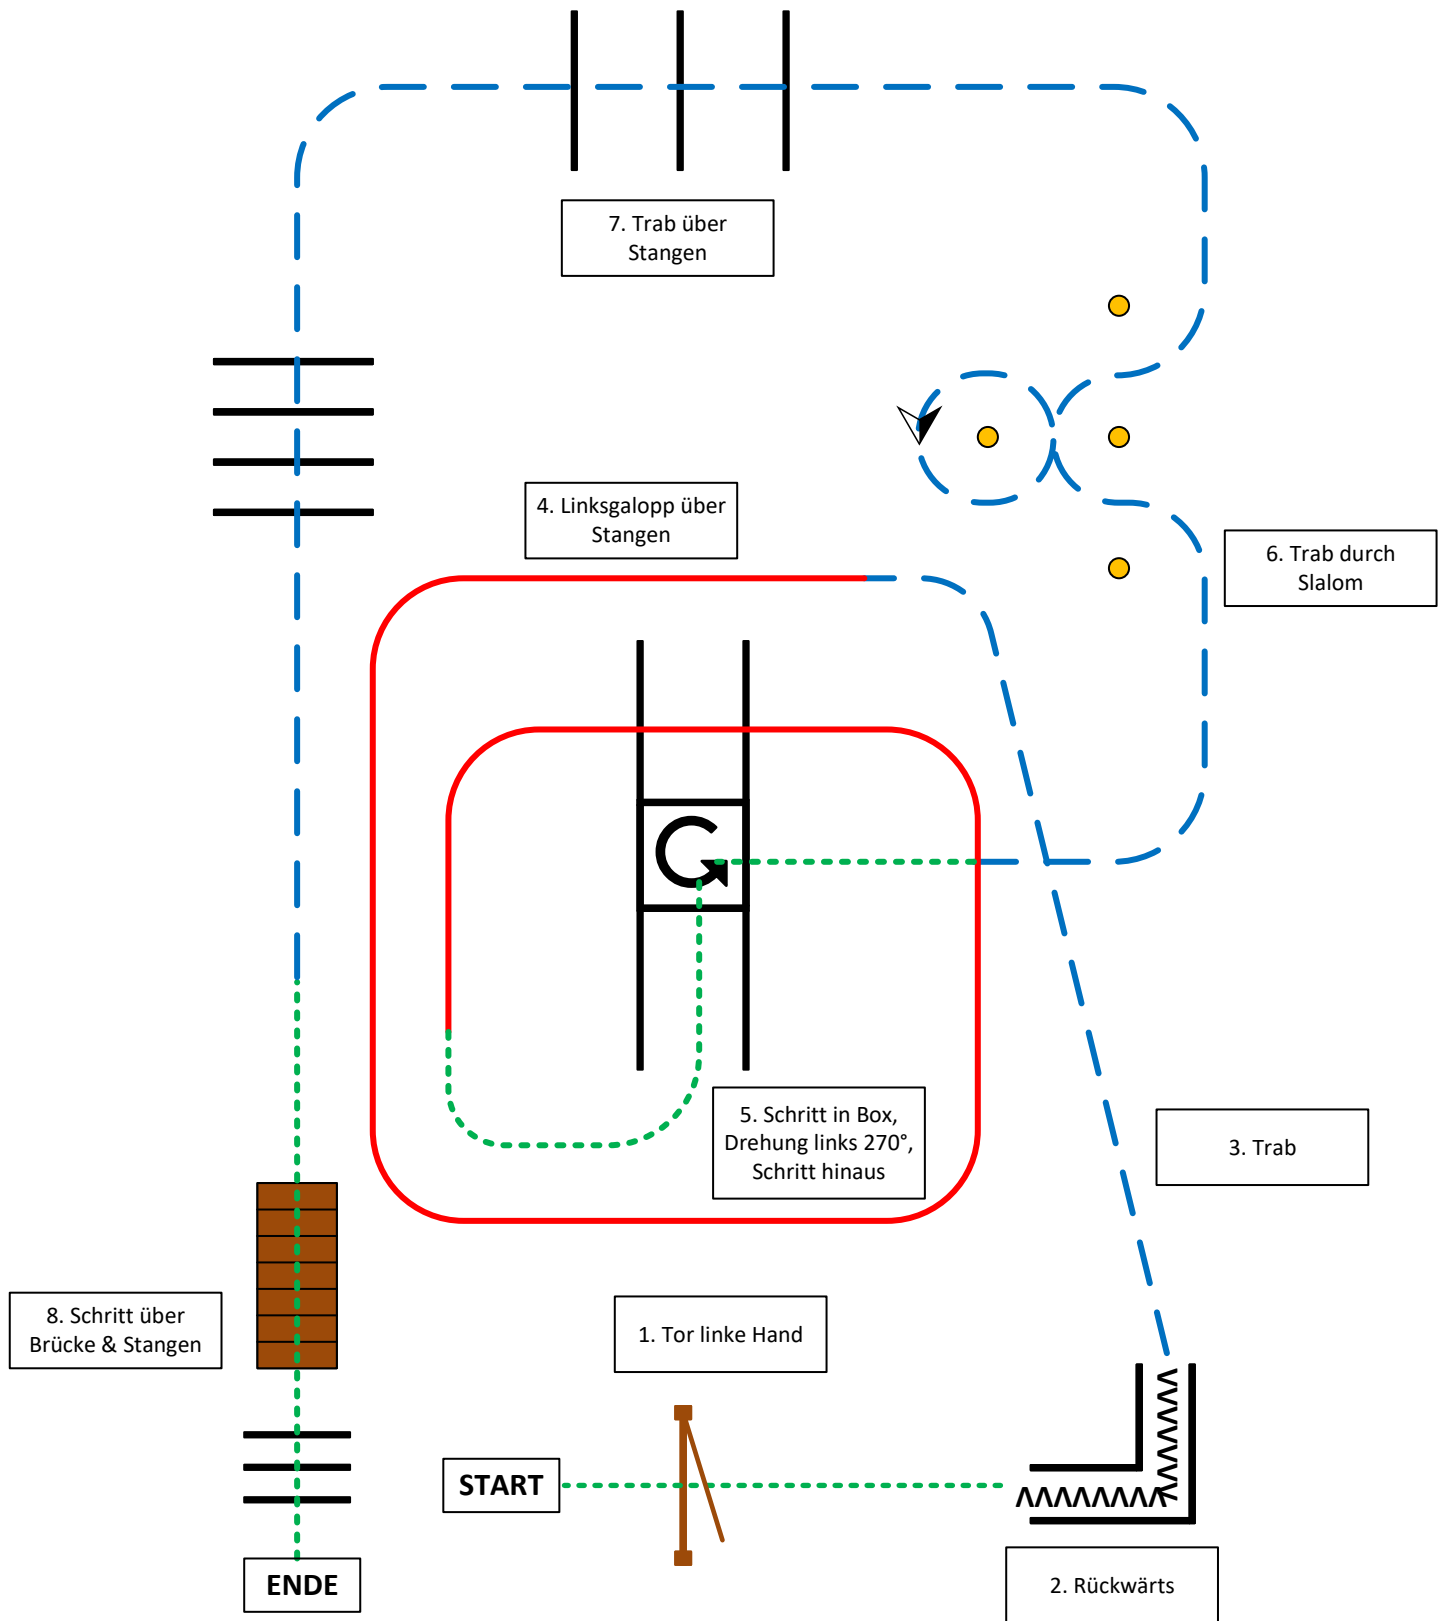 7. Trab über
Stangen
4. Linksgalopp über
Stangen
6. Trab durch
Slalom
5. Schritt in Box,
Drehung links 270°,
Schritt hinaus
3. Trab
8. Schritt über
Brücke & Stangen
1. Tor linke Hand
START
ENDE
2. Rückwärts